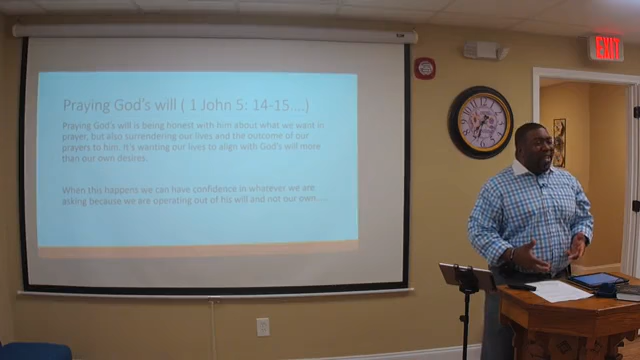 Praying God's will ( 1 John 5: 14-15....)
Praying God's will is being honest with him about what we want in
prayer, but also surrendering our lives and the outcome of our
prayers to him. It's wanting our lives to align with God's will more
than our own desires.
When this happens we can have confidence in whatever we are
asking because we are operating out of his will and not our own....
EXIT